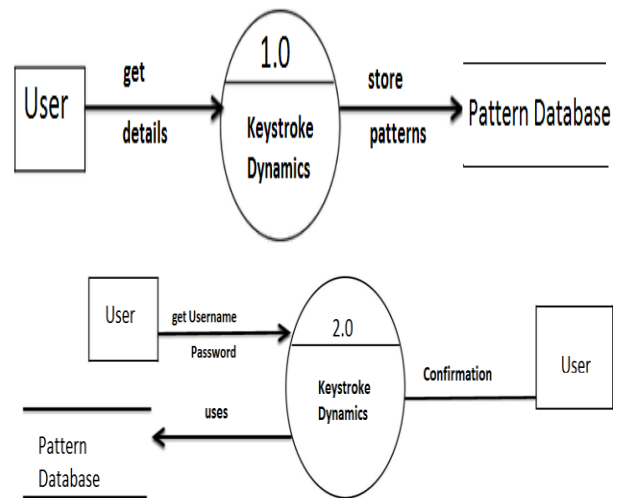 1.0
get
store
User
details
Keystroke
Dynamics
patterns
Pattern Database
User
get Username
Password
2.0
Keystroke
Dynamics
Confirmation
User
uses
Pattern
Database